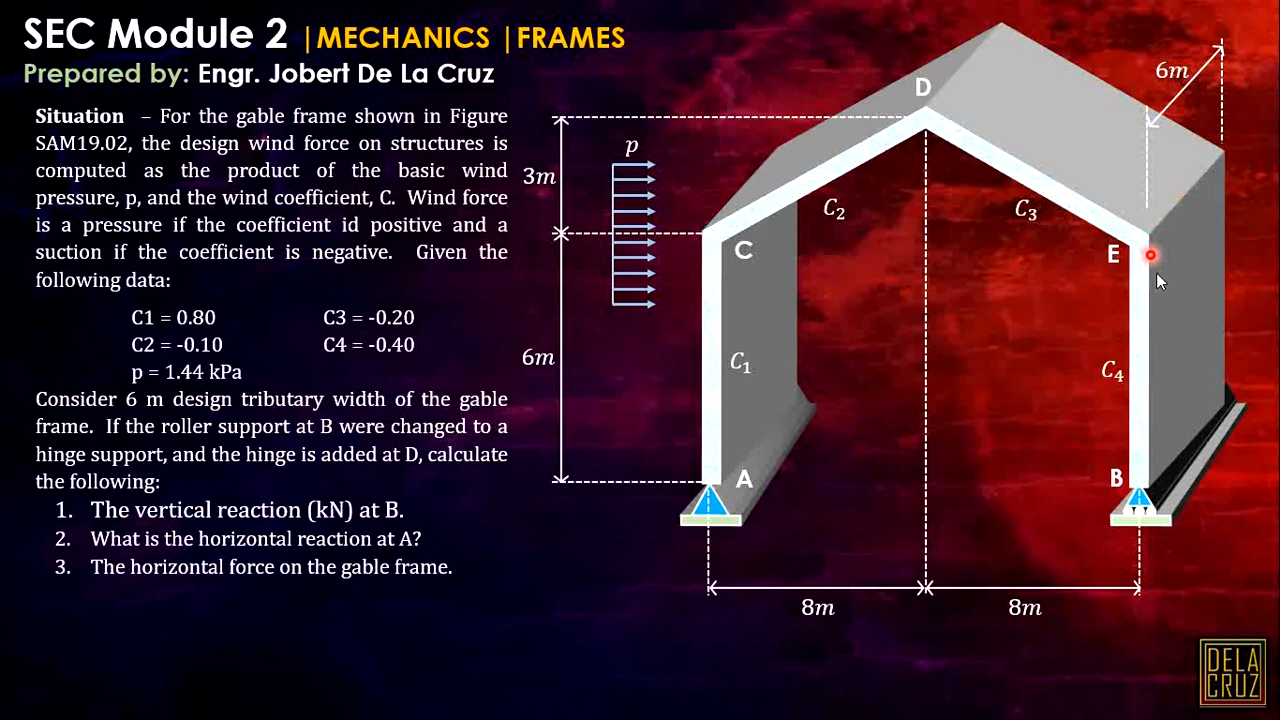 SEC Module 2 |MECHANICS |FRAMES
Prepared by: Engr. Jobert De La Cruz
Situation – For the gable frame shown in Figure
SAM19.02, the design wind force on structures is
computed as the product of the basic wind
pressure, p, and the wind coefficient, C. Wind force
is a pressure if the coefficient id positive and a
suction if the coefficient is negative. Given the
following data:
C1 = 0.80 C3 = -0.20
C2 = -0.10 C4 = -0.40
p = 1.44 kPa
Consider 6 m design tributary width of the gable
frame. If the roller support at B were changed to a
hinge support, and the hinge is added at D, calculate
the following:
1. The vertical reaction (kN) at B.
2. What is the horizontal reaction at A?
3. The horizontal force on the gable frame.
6m
D
p
3m
C2
C3
C
E
6m
C1
C4
A
B
8m
8m
DELA
CRUZ